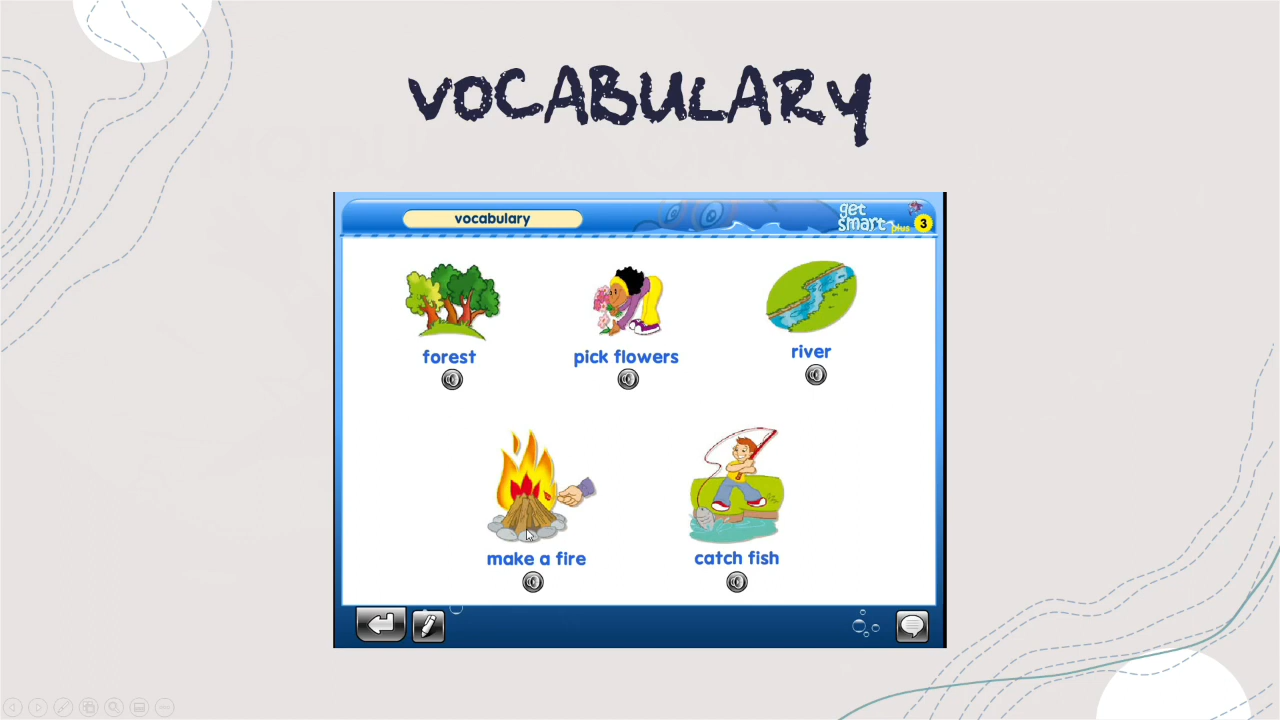 VOCABULARY
vocabulary
get
smart
plus
3
forest
pick flowers
river
make a fire
catch fish